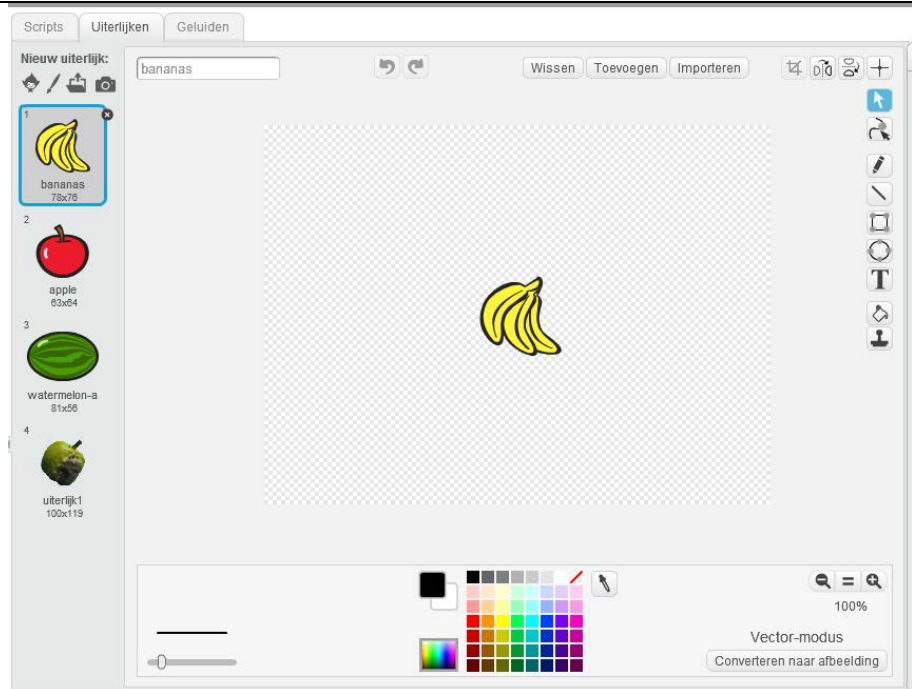 Scripts
Uiterlijken
Geluiden
Nieuw uiterlijk:
bananas
Wissen
Toevoegen
Importeren
1
bananas
78x76
2
apple
63x64
3
watermelon-a
81x56
4
uiterlijk1
100x119
T
100%
Vector-modus
Converteren naar afbeelding